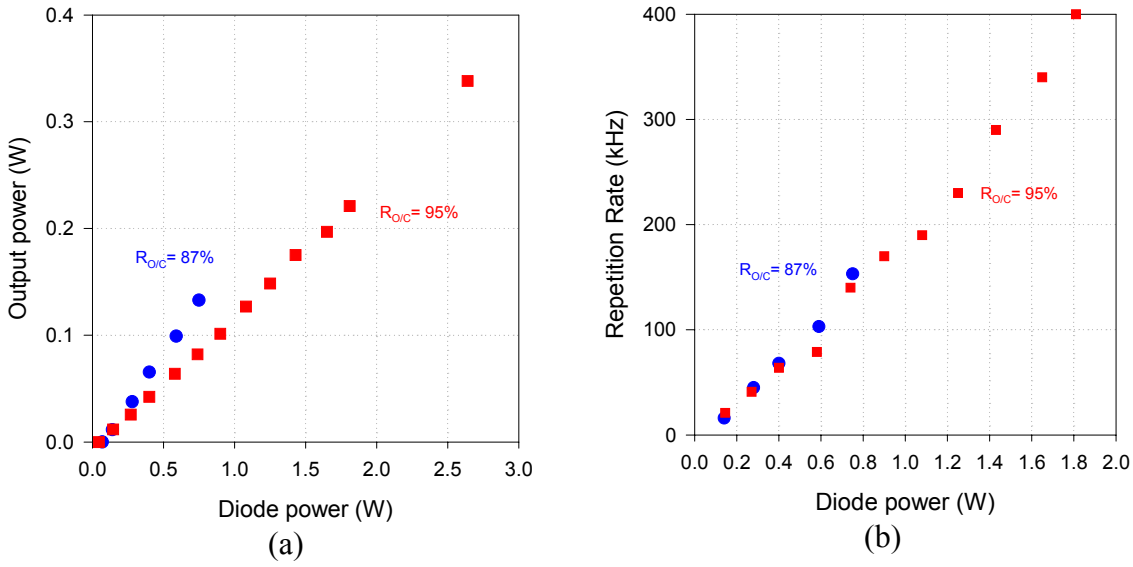 0.4
0.3
0.2
0.1
0.0
Output power (W)
R_O/C= 87%
R_O/C= 95%
0.0 0.5 1.0 1.5 2.0 2.5 3.0
Diode power (W)
(a)
400
300
200
100
0
Repetition Rate (kHz)
R_O/C= 87%
R_O/C= 95%
0.0 0.2 0.4 0.6 0.8 1.0 1.2 1.4 1.6 1.8 2.0
Diode power (W)
(b)